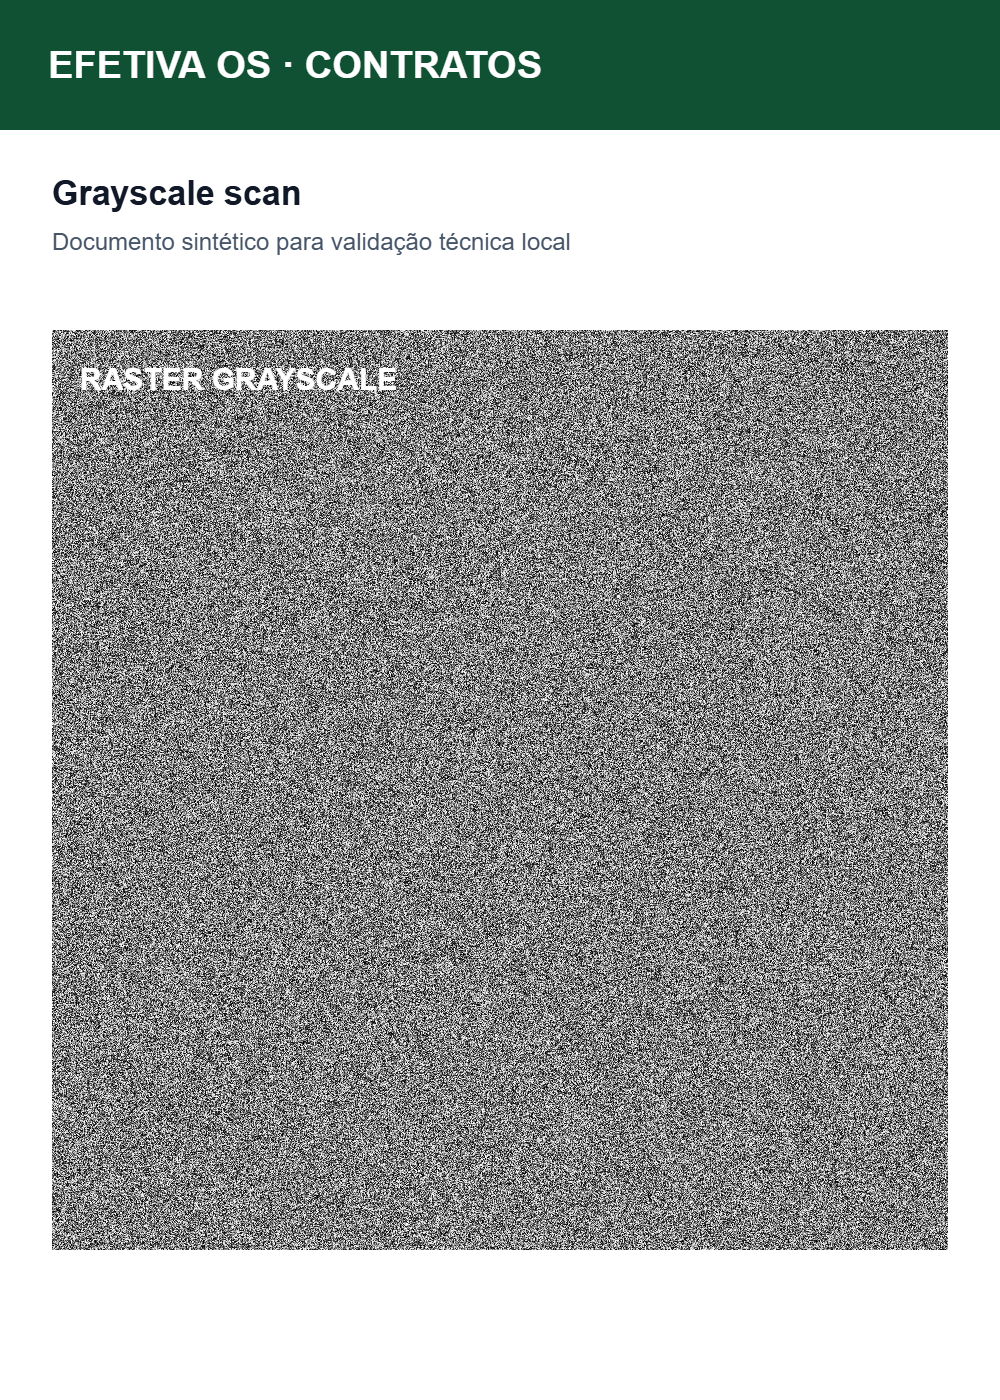 EFETIVA OS · CONTRATOS
Grayscale scan
Documento sintético para validação técnica local
RASTER GRAYSCALE